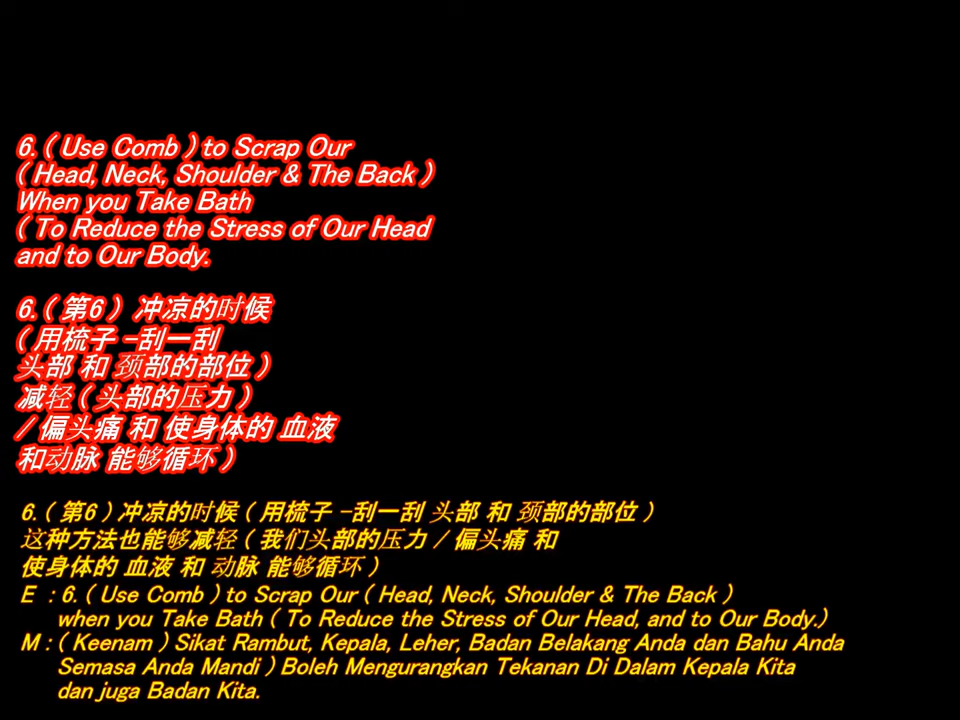 6. ( Use Comb ) to Scrap Our
( Head, Neck, Shoulder & The Back )
When you Take Bath
( To Reduce the Stress of Our Head
and to Our Body.
6. ( 第6 ) 冲凉的时候
( 用梳子 -刮一刮
头部 和 颈部的部位 )
减轻 ( 头部的压力 )
/ 偏头痛 和 使身体的 血液
和动脉 能够循环 )
6. ( 第6 ) 冲凉的时候 ( 用梳子 -刮一刮 头部 和 颈部的部位 )
这种方法也能够减轻 ( 我们头部的压力 / 偏头痛 和
使身体的 血液 和 动脉 能够循环 )
E : 6. ( Use Comb ) to Scrap Our ( Head, Neck, Shoulder & The Back )
when you Take Bath ( To Reduce the Stress of Our Head, and to Our Body.)
M : ( Keenam ) Sikat Rambut, Kepala, Leher, Badan Belakang Anda dan Bahu Anda
Semasa Anda Mandi ) Boleh Mengurangkan Tekanan Di Dalam Kepala Kita
dan juga Badan Kita.